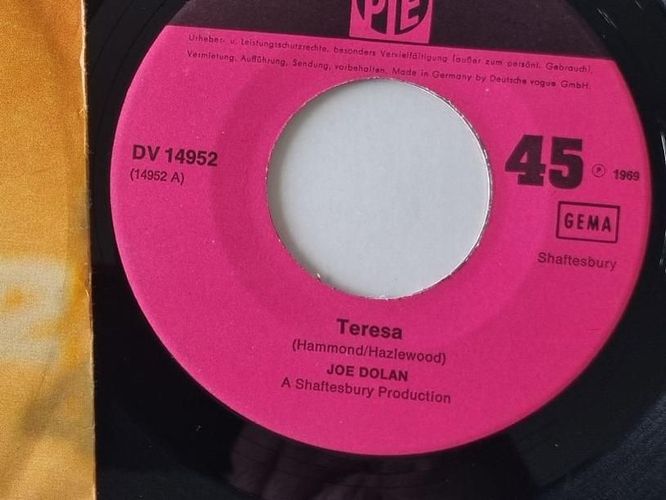 PYE
Urheber- u. Leistungsschutzrechte, besonders Vervielfältigung (außer zum persönl. Gebrauch),
Vermietung, Aufführung, Sendung, vorbehalten. Made in Germany by Deutsche vogue GmbH.
DV 14952
(14952 A)
45 ℗ 1969
GEMA
Shaftesbury
Teresa
(Hammond/Hazlewood)
JOE DOLAN
A Shaftesbury Production